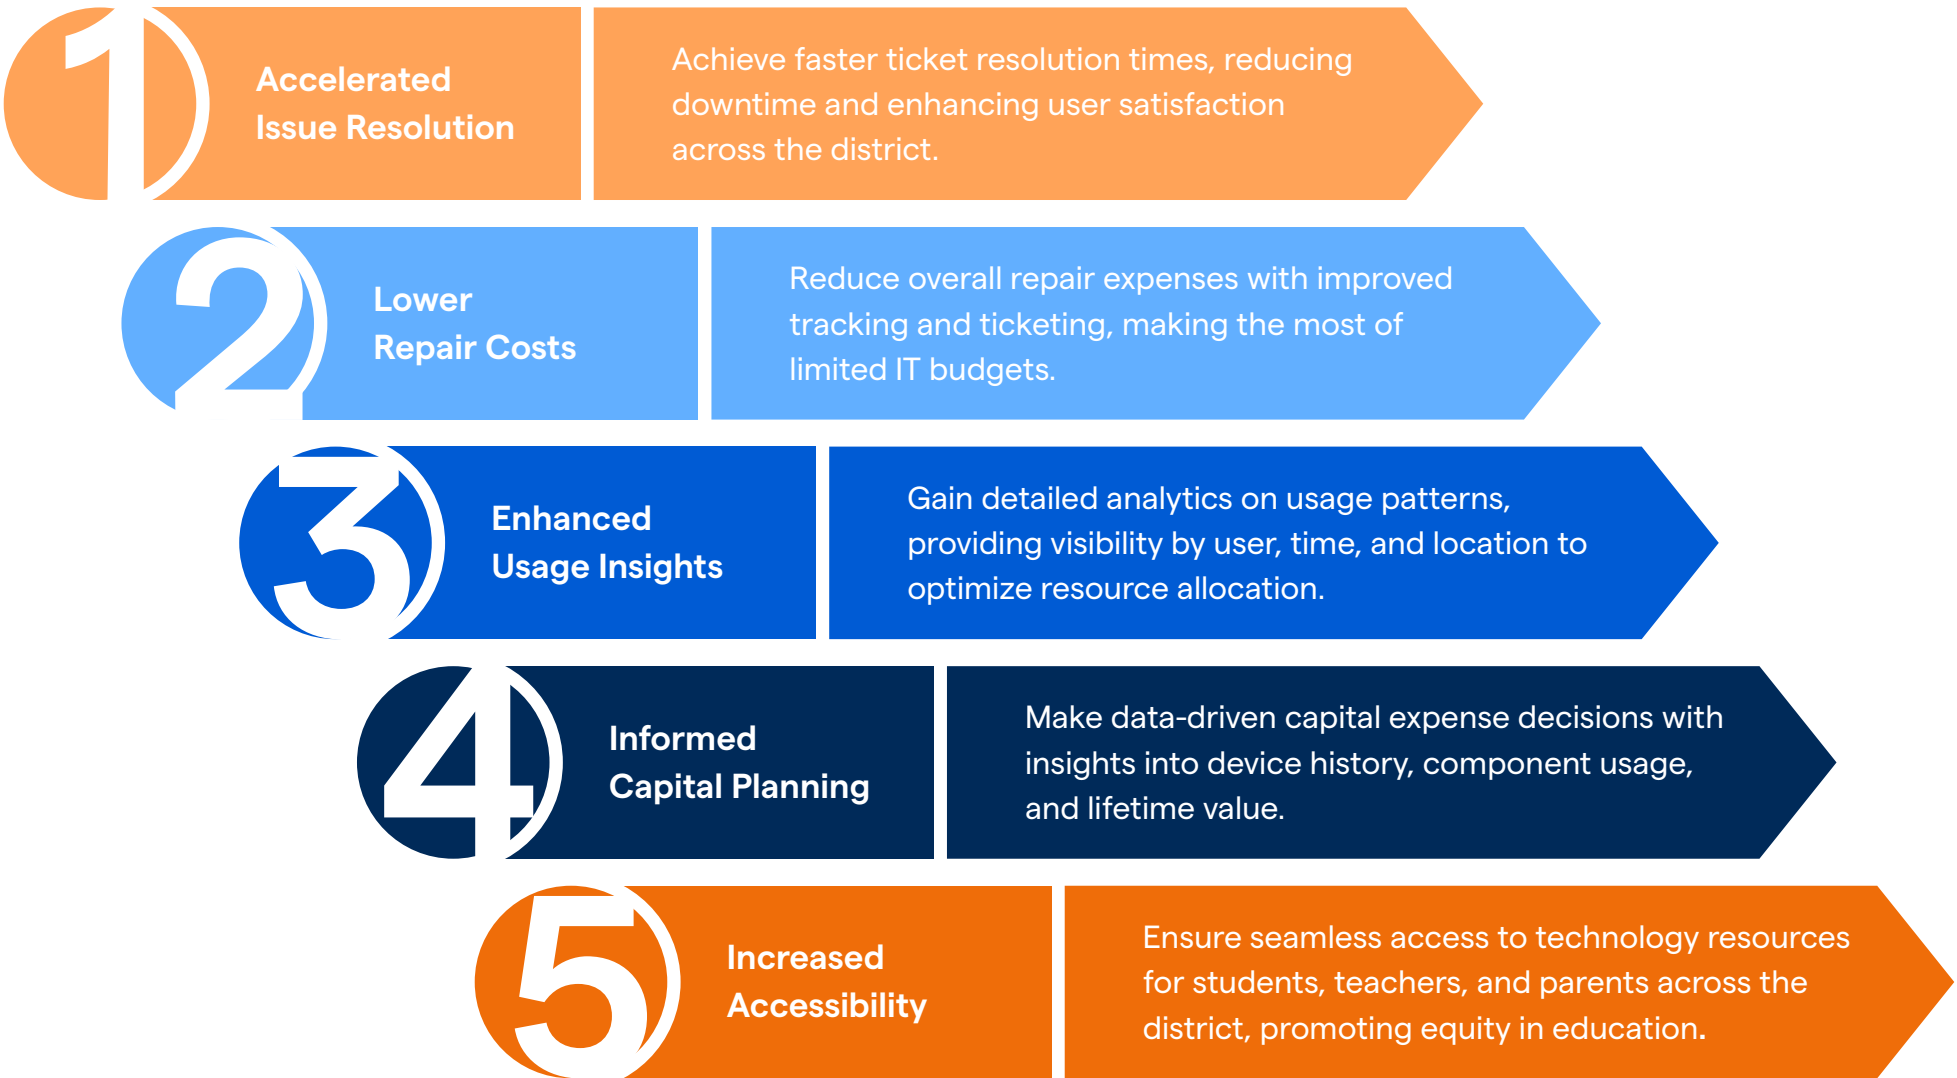 1
Accelerated
Issue Resolution
Achieve faster ticket resolution times, reducing
downtime and enhancing user satisfaction
across the district.
2
Lower
Repair Costs
Reduce overall repair expenses with improved
tracking and ticketing, making the most of
limited IT budgets.
3
Enhanced
Usage Insights
Gain detailed analytics on usage patterns,
providing visibility by user, time, and location to
optimize resource allocation.
4
Informed
Capital Planning
Make data-driven capital expense decisions with
insights into device history, component usage,
and lifetime value.
5
Increased
Accessibility
Ensure seamless access to technology resources
for students, teachers, and parents across the
district, promoting equity in education.